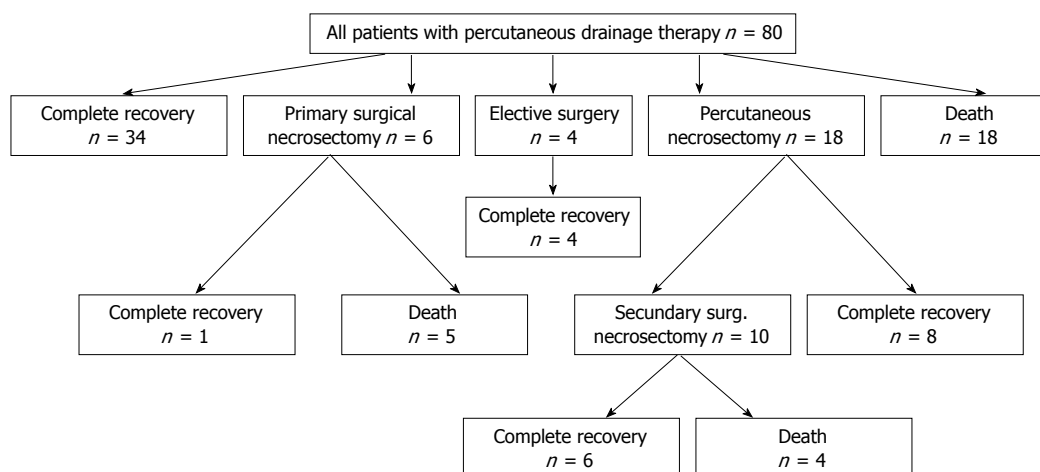 All patients with percutaneous drainage therapy n = 80
Complete recovery
n = 34
Primary surgical
necrosectomy n = 6
Elective surgery
n = 4
Percutaneous
necrosectomy n = 18
Death
n = 18
Complete recovery
n = 4
Complete recovery
n = 1
Death
n = 5
Secundary surg.
necrosectomy n = 10
Complete recovery
n = 8
Complete recovery
n = 6
Death
n = 4